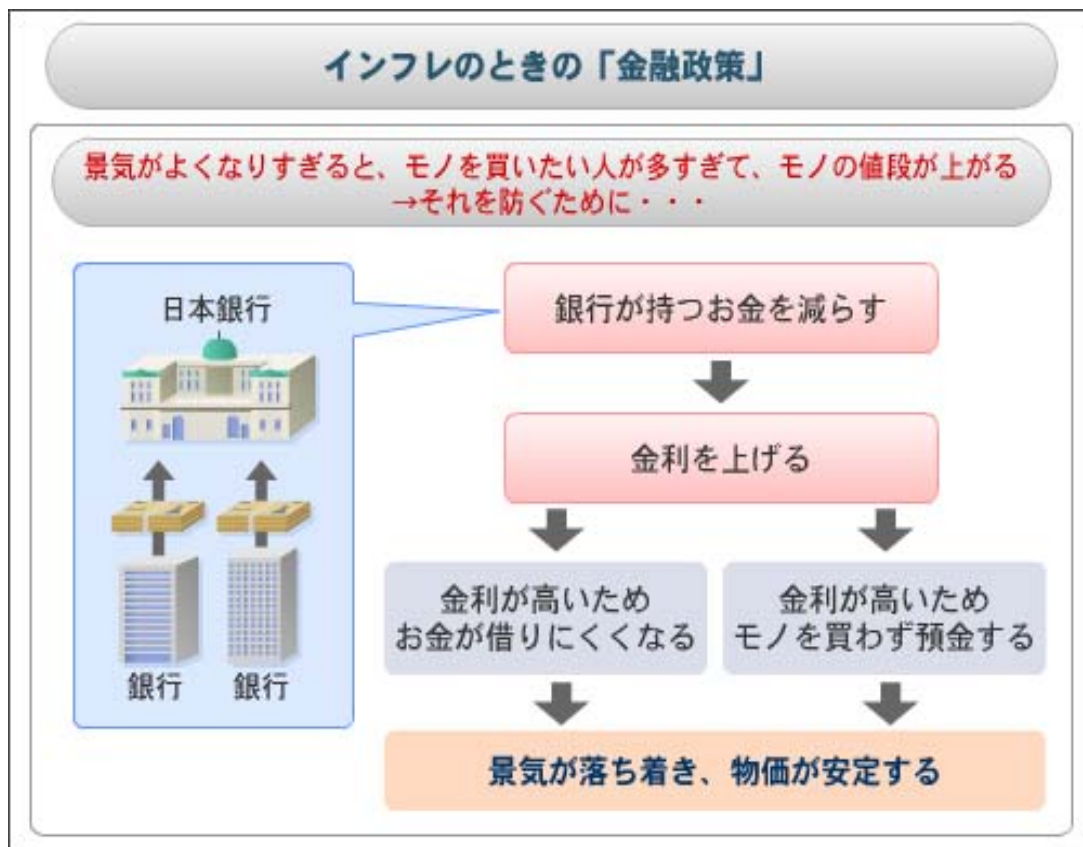 インフレのときの「金融政策」
景気がよくなりすぎると、モノを買いたい人が多すぎて、モノの値段が上がる
→それを防ぐために・・・
日本銀行
銀行
銀行
銀行が持つお金を減らす
金利を上げる
金利が高いため
お金が借りにくくなる
金利が高いため
モノを買わず預金する
景気が落ち着き、物価が安定する